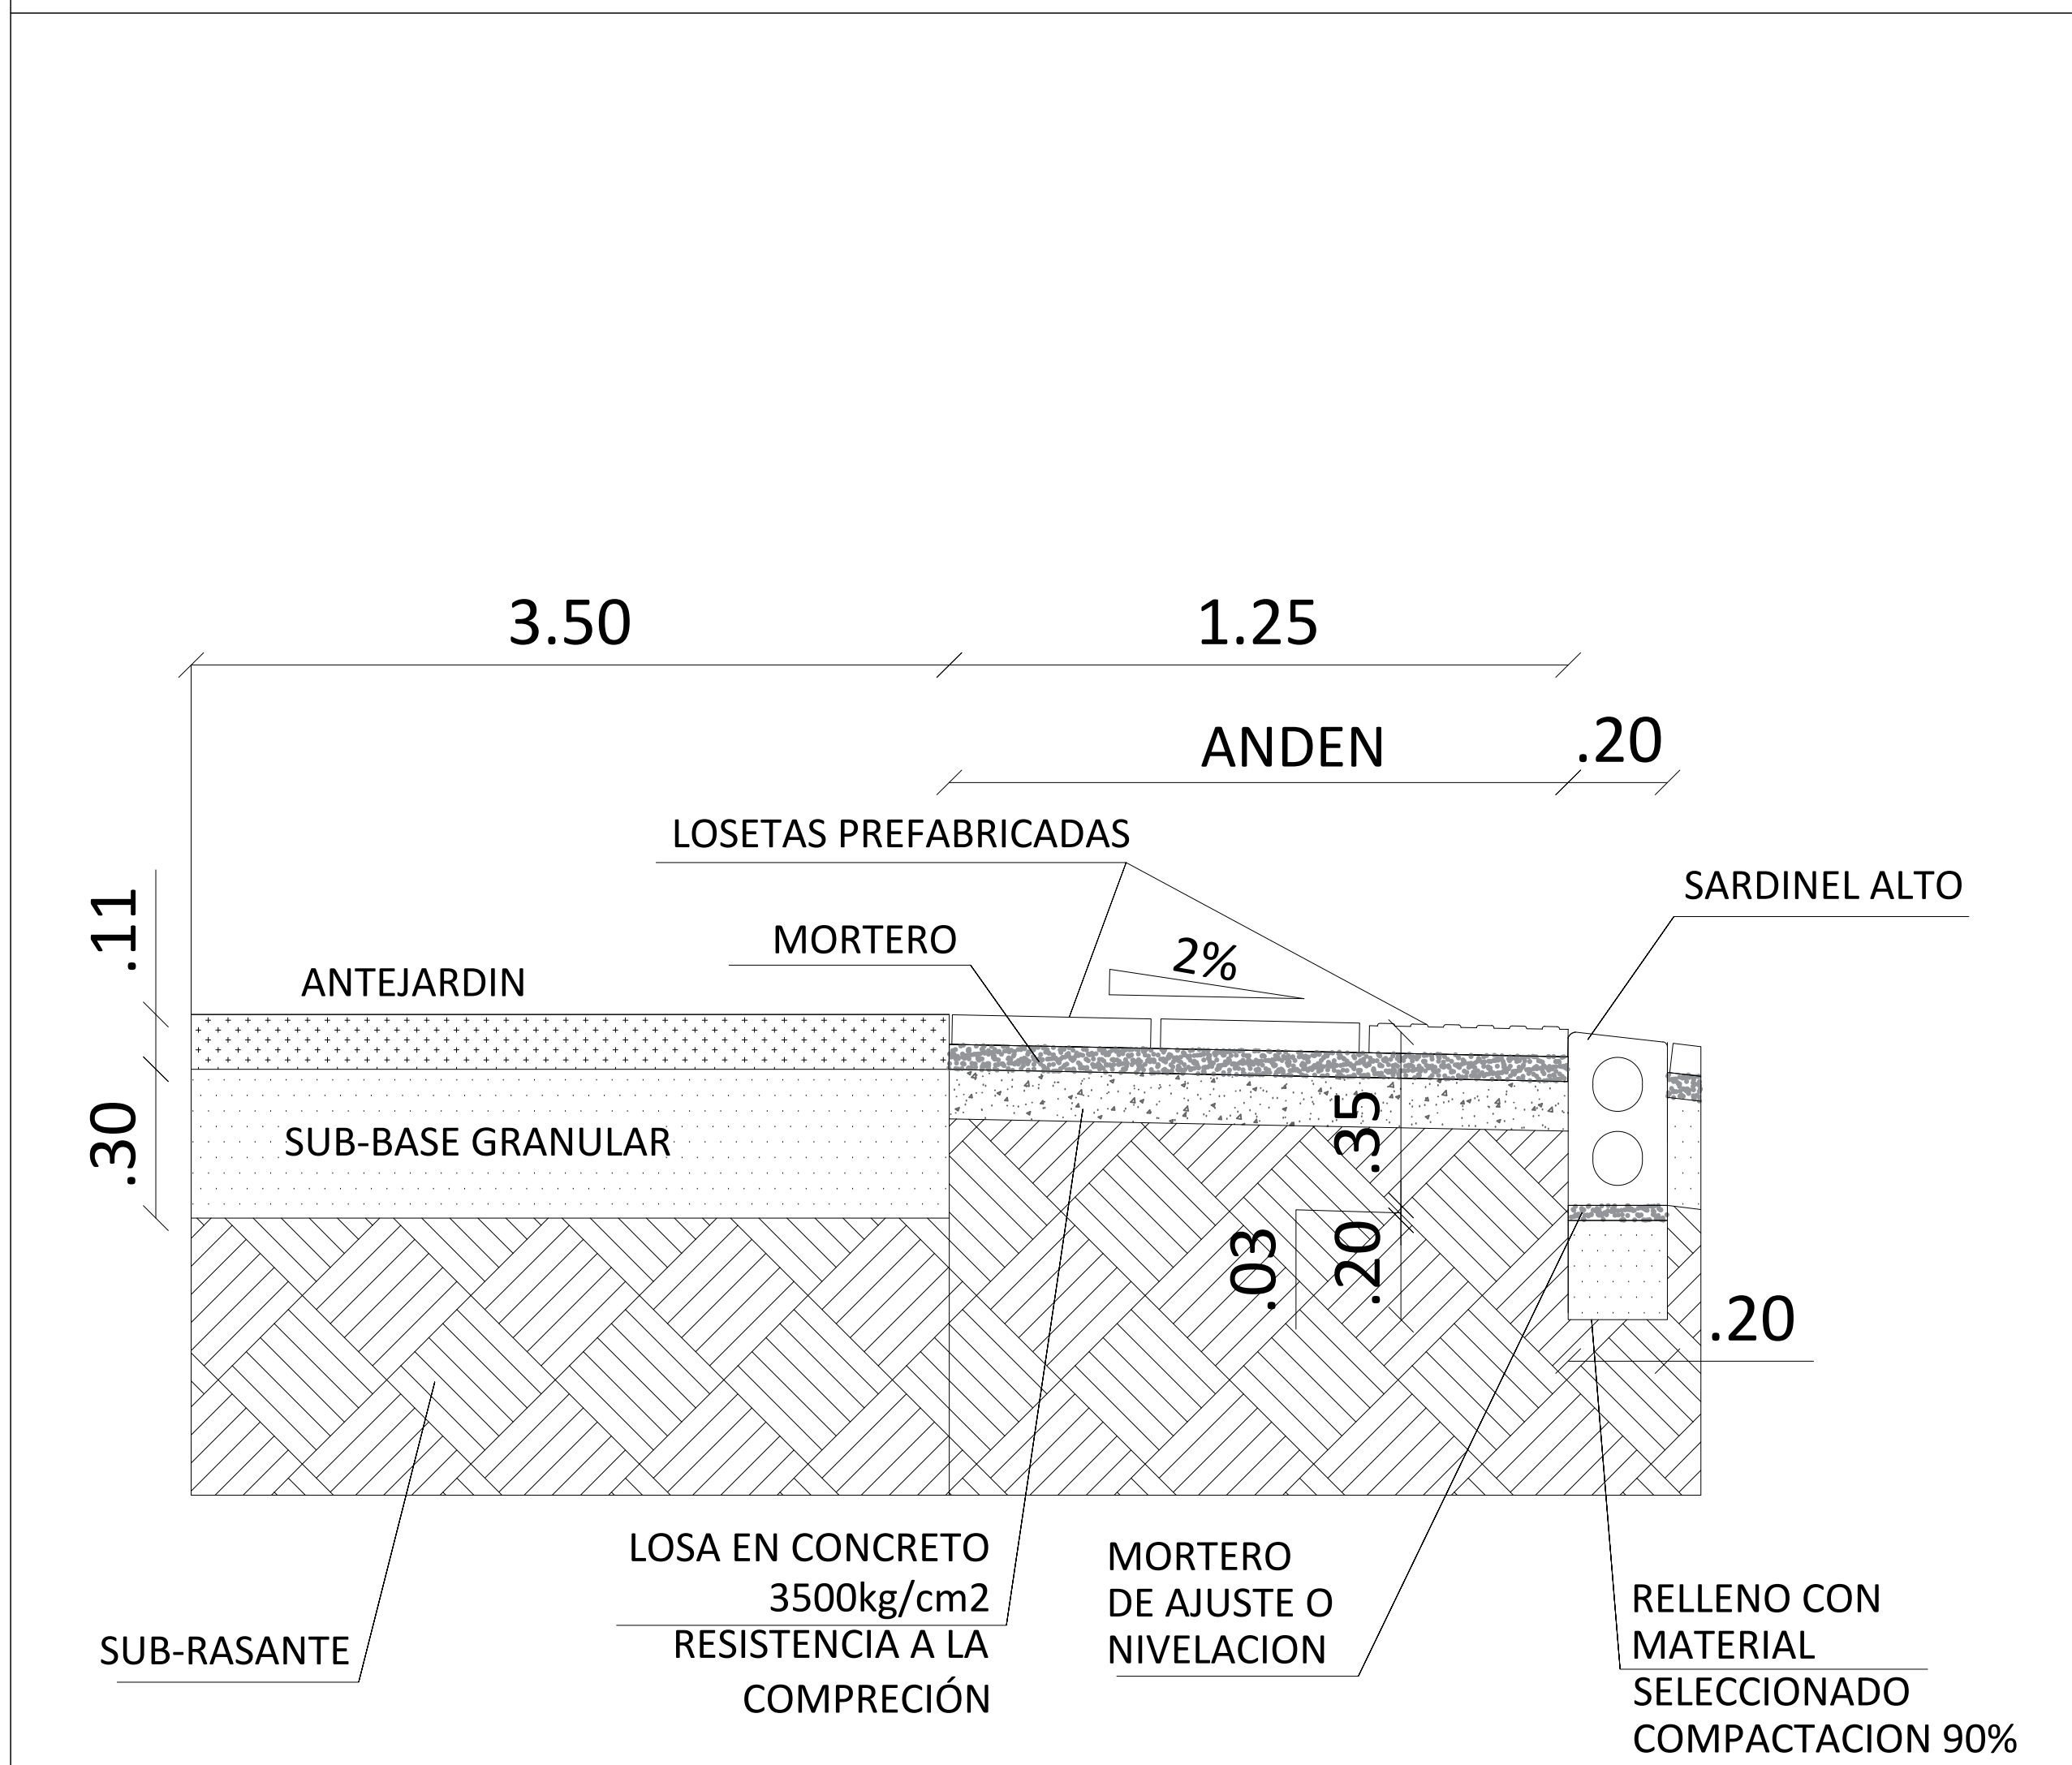 3.50
1.25
ANDEN
.20
LOSETAS PREFABRICADAS
SARDINEL ALTO
.11
MORTERO
2%
ANTEJARDIN
.30
SUB-BASE GRANULAR
.35
.03
.20
.20
LOSA EN CONCRETO
3500kg/cm2
RESISTENCIA A LA
COMPRECIÓN
MORTERO
DE AJUSTE O
NIVELACION
RELLENO CON
MATERIAL
SELECCIONADO
COMPACTACION 90%
SUB-RASANTE